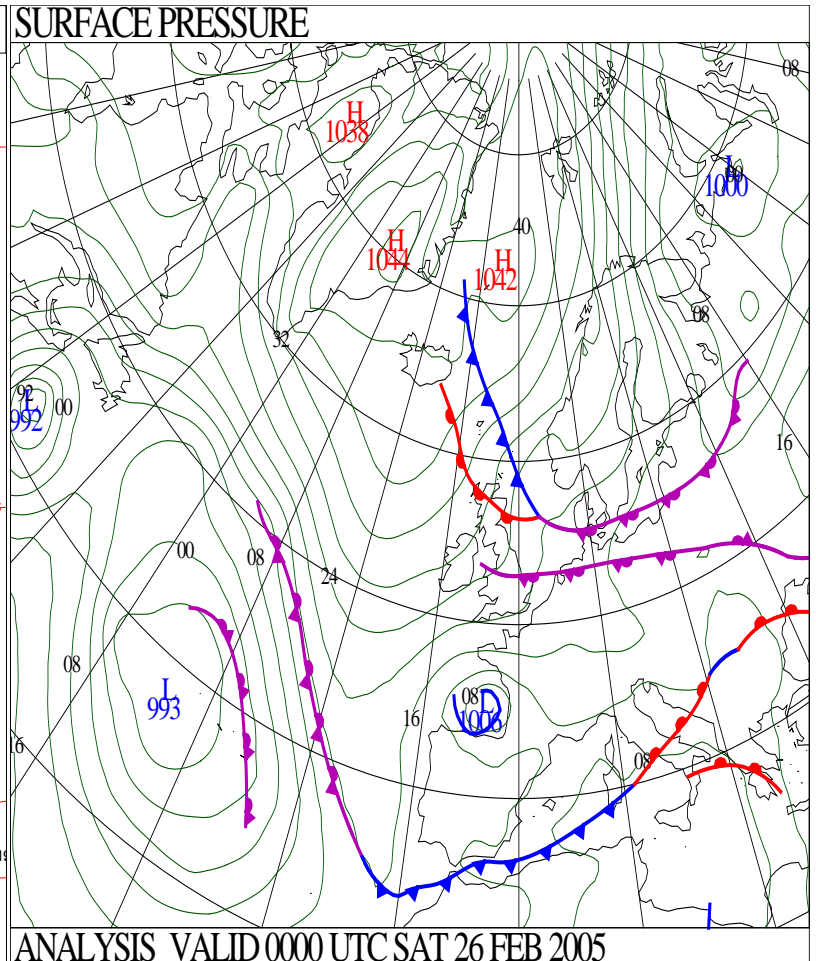 SURFACE PRESSURE
08
H
1038
L
1000
40
H
1044
H
1042
08
32
92
L
992
00
16
00
08
24
08
L
993
08
L
1006
16
16
08
ANALYSIS VALID 0000 UTC SAT 26 FEB 2005